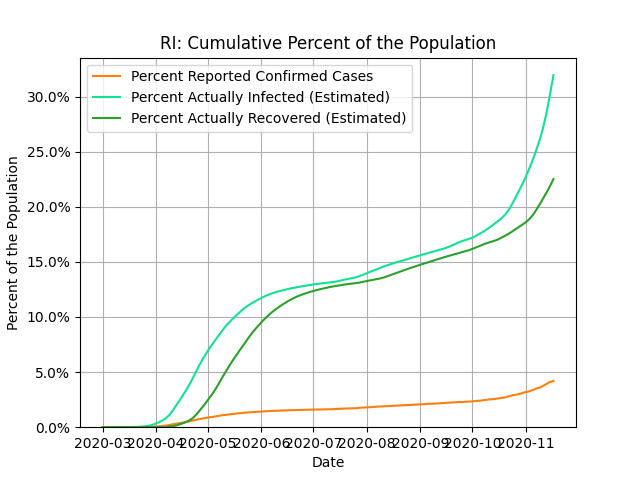 RI: Cumulative Percent of the Population
Percent Reported Confirmed Cases
Percent Actually Infected (Estimated)
Percent Actually Recovered (Estimated)
30.0%
25.0%
20.0%
15.0%
10.0%
5.0%
0.0%
Percent of the Population
2020-03 2020-04 2020-05 2020-06 2020-07 2020-08 2020-09 2020-10 2020-11
Date